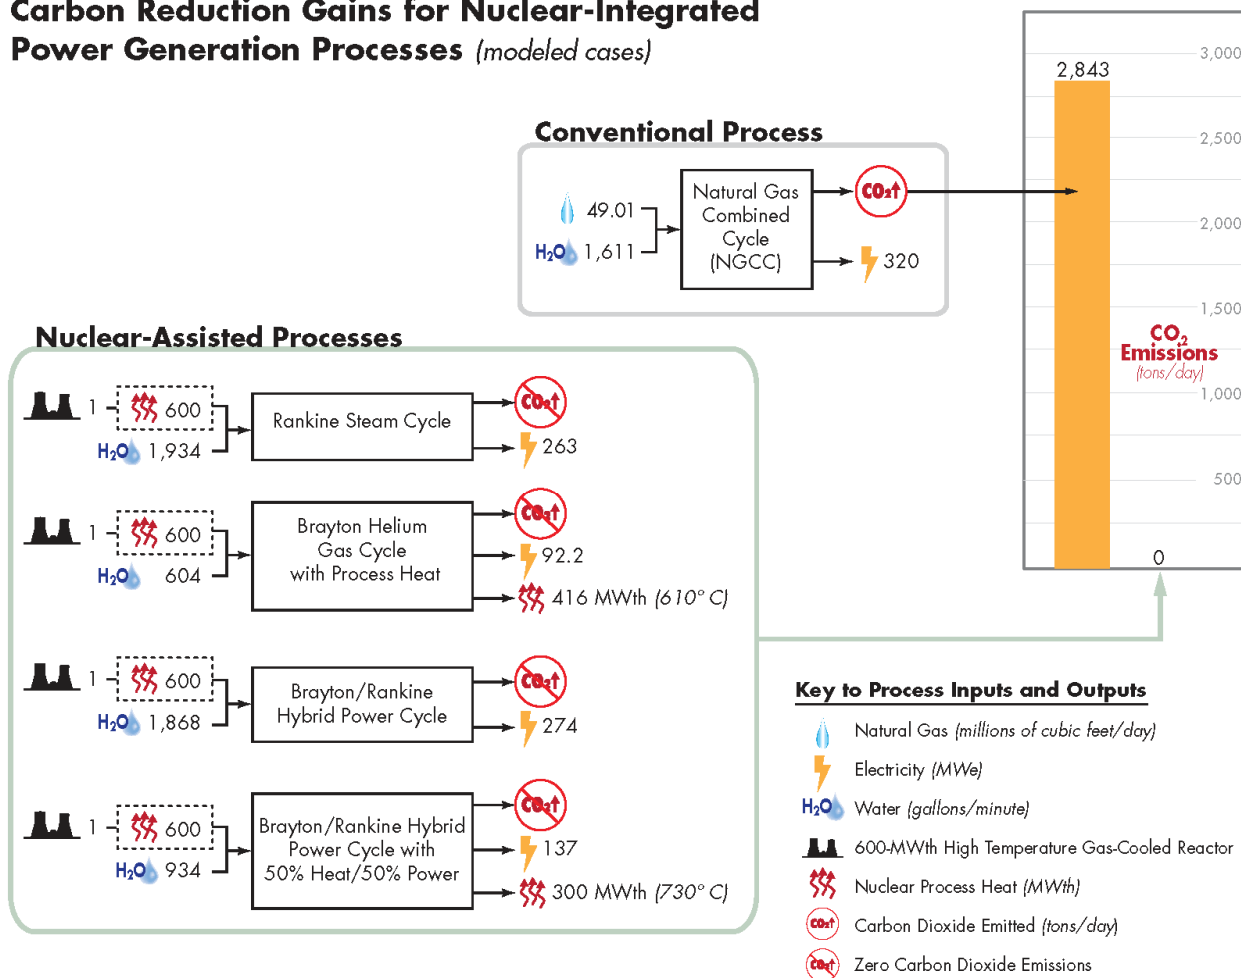 Carbon Reduction Gains for Nuclear-Integrated
Power Generation Processes (modeled cases)
Conventional Process
49.01
H₂O 1,611
Natural Gas
Combined
Cycle
(NGCC)
CO₂↑
320
3,000
2,843
2,500
2,000
1,500
CO₂
Emissions
(tons/day)
1,000
500
0
Nuclear-Assisted Processes
1 600
H₂O 1,934
Rankine Steam Cycle
CO₂↑
263
1 600
H₂O 604
Brayton Helium
Gas Cycle
with Process Heat
CO₂↑
92.2
416 MWth (610° C)
1 600
H₂O 1,868
Brayton/Rankine
Hybrid Power Cycle
CO₂↑
274
1 600
H₂O 934
Brayton/Rankine Hybrid
Power Cycle with
50% Heat/50% Power
CO₂↑
137
300 MWth (730° C)
Key to Process Inputs and Outputs
Natural Gas (millions of cubic feet/day)
Electricity (MWe)
H₂O Water (gallons/minute)
600-MWth High Temperature Gas-Cooled Reactor
Nuclear Process Heat (MWth)
CO₂↑ Carbon Dioxide Emitted (tons/day)
CO₂↑ Zero Carbon Dioxide Emissions